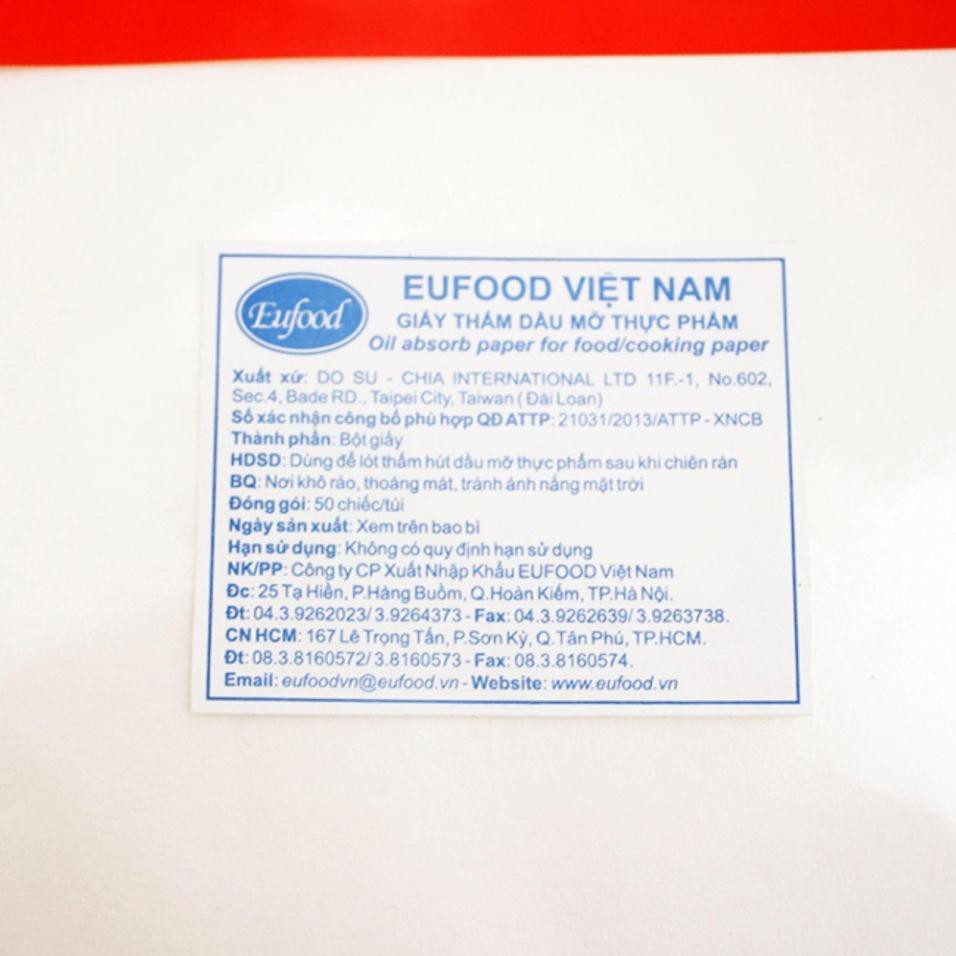 Eufood
EUFOOD VIỆT NAM
GIẤY THẤM DẦU MỠ THỰC PHẨM
Oil absorb paper for food/cooking paper
Xuất xứ: DO SU - CHIA INTERNATIONAL LTD 11F.-1, No.602,
Sec.4, Bade RD., Taipei City, Taiwan ( Đài Loan)
Số xác nhận công bố phù hợp QĐ ATTP: 21031/2013/ATTP - XNCB
Thành phần: Bột giấy
HDSD: Dùng để lót thấm hút dầu mỡ thực phẩm sau khi chiên rán
BQ: Nơi khô ráo, thoáng mát, tránh ánh nắng mặt trời
Đóng gói: 50 chiếc/túi
Ngày sản xuất: Xem trên bao bì
Hạn sử dụng: Không có quy định hạn sử dụng
NK/PP: Công ty CP Xuất Nhập Khẩu EUFOOD Việt Nam
Đc: 25 Tạ Hiền, P.Hàng Buồm, Q.Hoàn Kiếm, TP.Hà Nội.
Đt: 04.3.9262023/ 3.9264373 - Fax: 04.3.9262639/ 3.9263738.
CN HCM: 167 Lê Trọng Tấn, P.Sơn Kỳ, Q.Tân Phú, TP.HCM.
Đt: 08.3.8160572/ 3.8160573 - Fax: 08.3.8160574.
Email: eufoodvn@eufood.vn - Website: www.eufood.vn